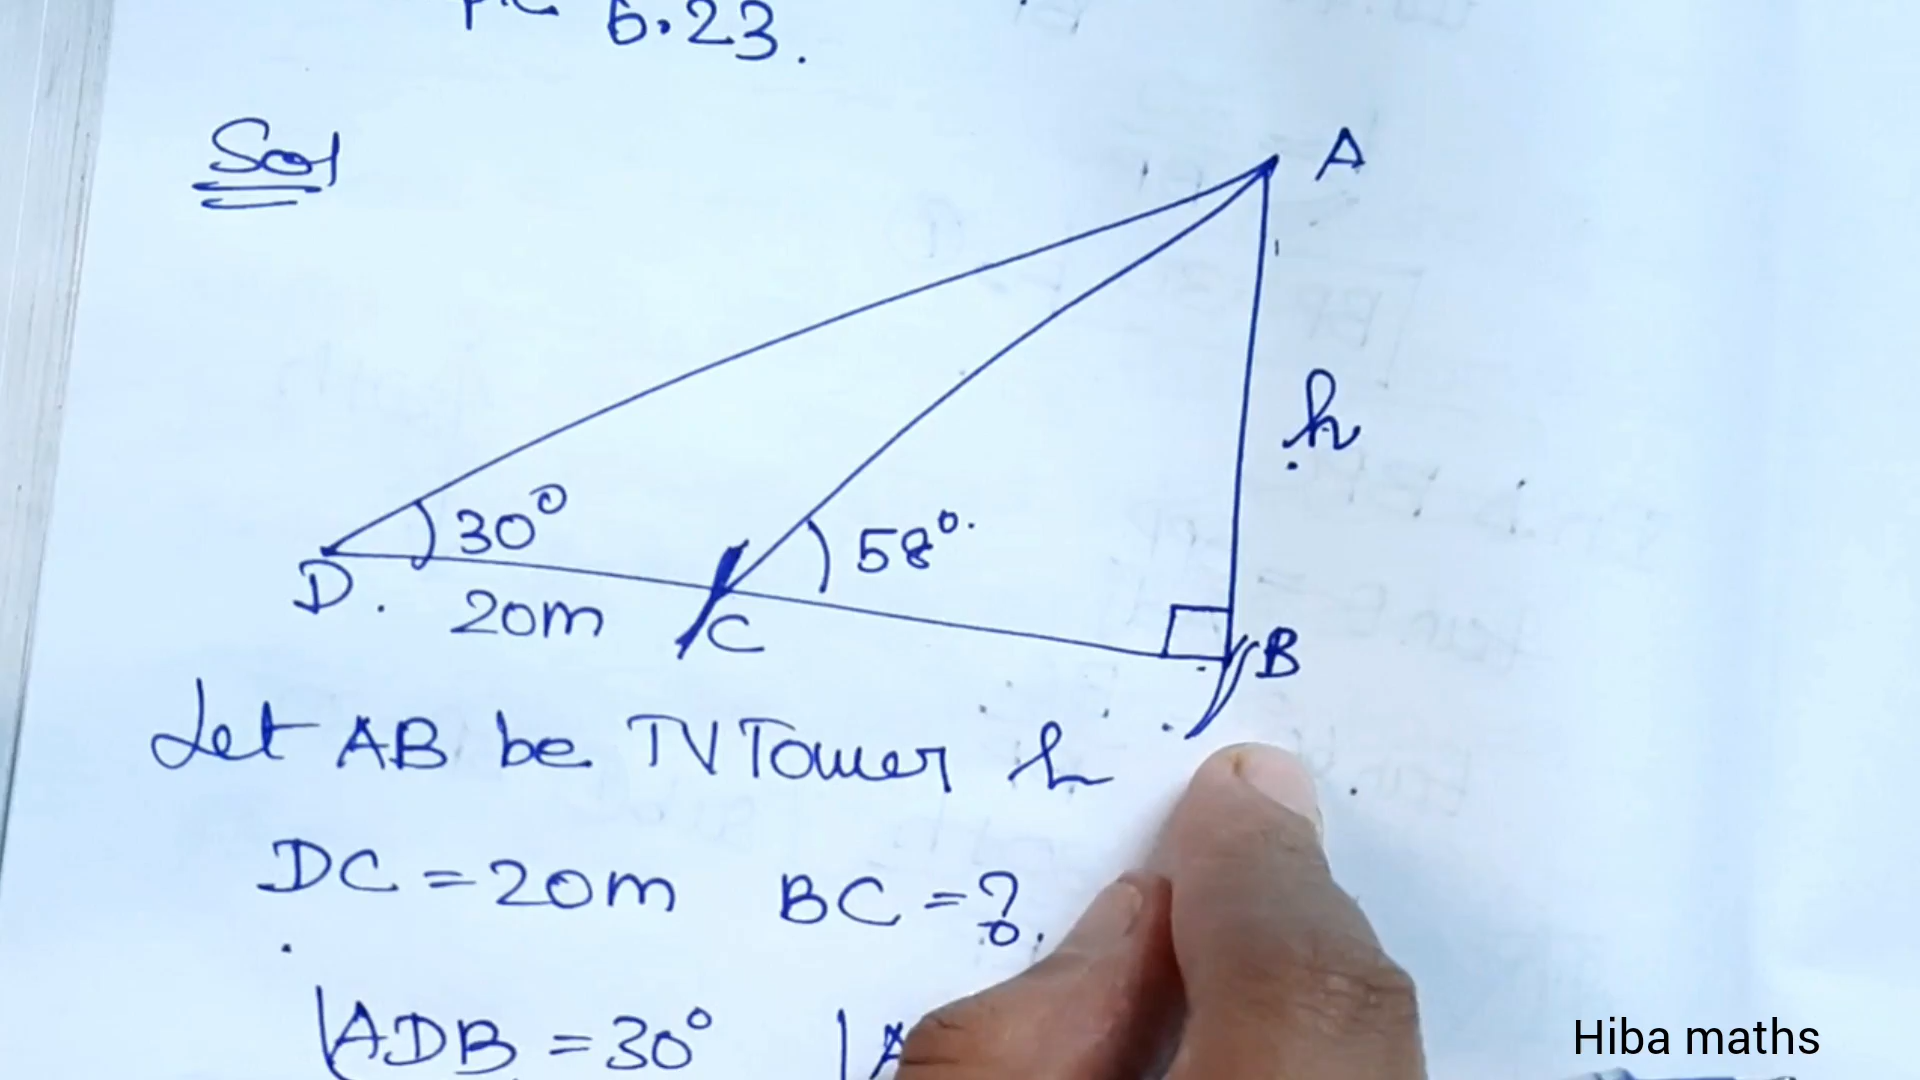 6.23.
Sol
A
h
30°
58°.
D.
20m
C
B
Let AB be TV Tower h
DC = 20m BC = ?
ADB = 30°
Hiba maths